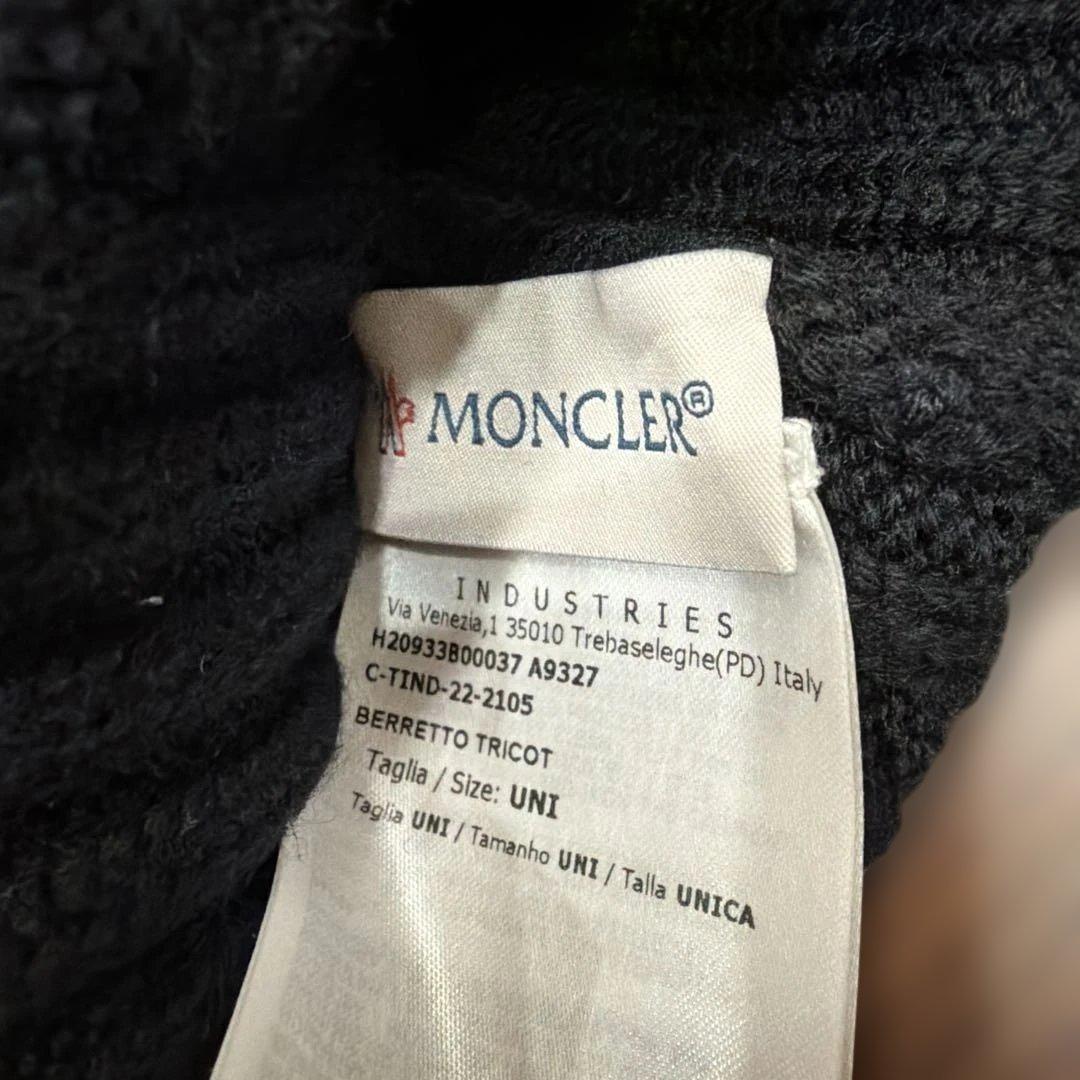 MONCLER®
INDUSTRIES
Via Venezia,1 35010 Trebaseleghe(PD) Italy
H20933B00037 A9327
C-TIND-22-2105
BERRETTO TRICOT
Taglia / Size: UNI
Taglia UNI / Tamanho UNI / Talla UNICA